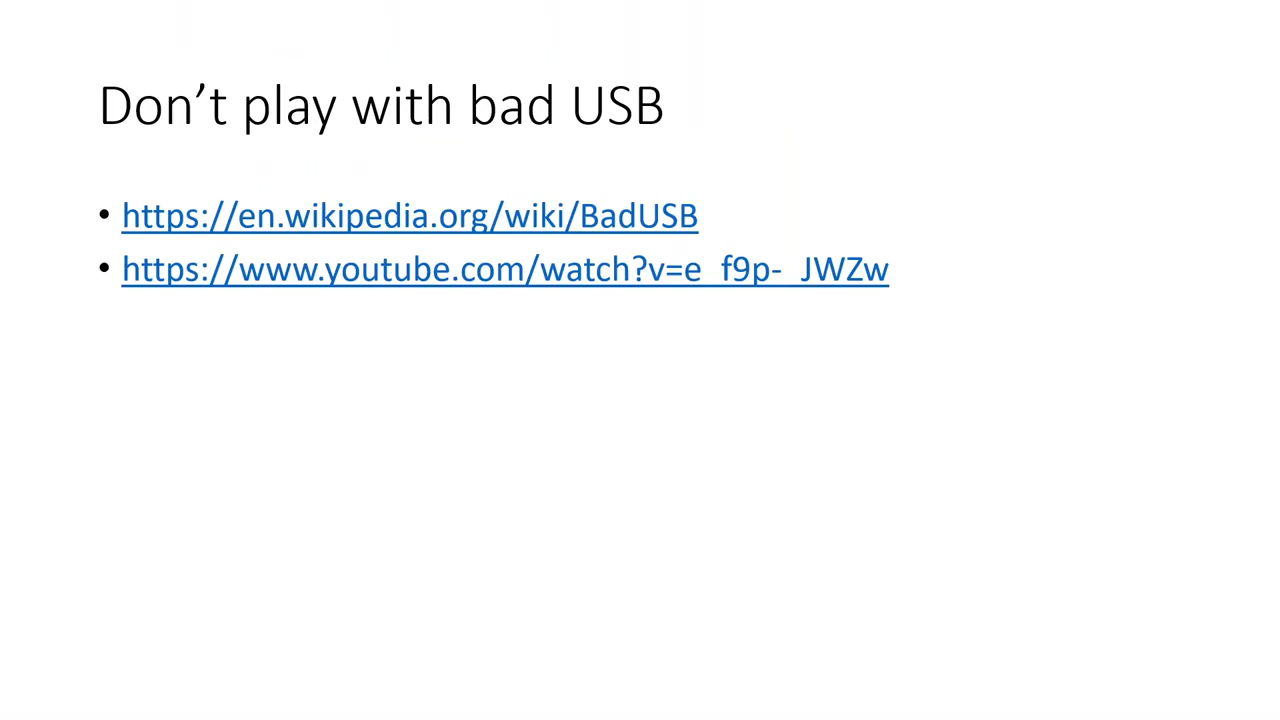 Don’t play with bad USB
• https://en.wikipedia.org/wiki/BadUSB
• https://www.youtube.com/watch?v=e_f9p-_JWZw